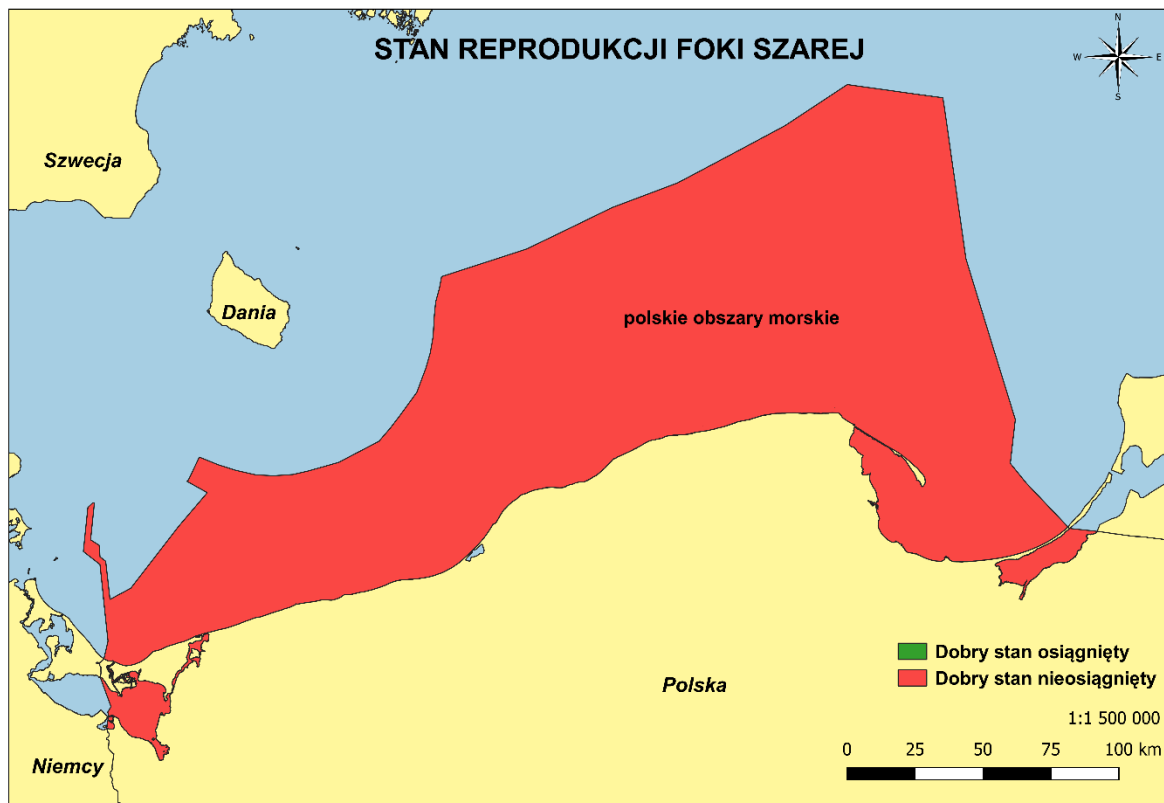 STAN REPRODUKCJI FOKI SZAREJ
N
W E
S
Szwecja
Dania
polskie obszary morskie
Dobry stan osiągnięty
Dobry stan nieosiągnięty
Polska
1:1 500 000
0 25 50 75 100 km
Niemcy